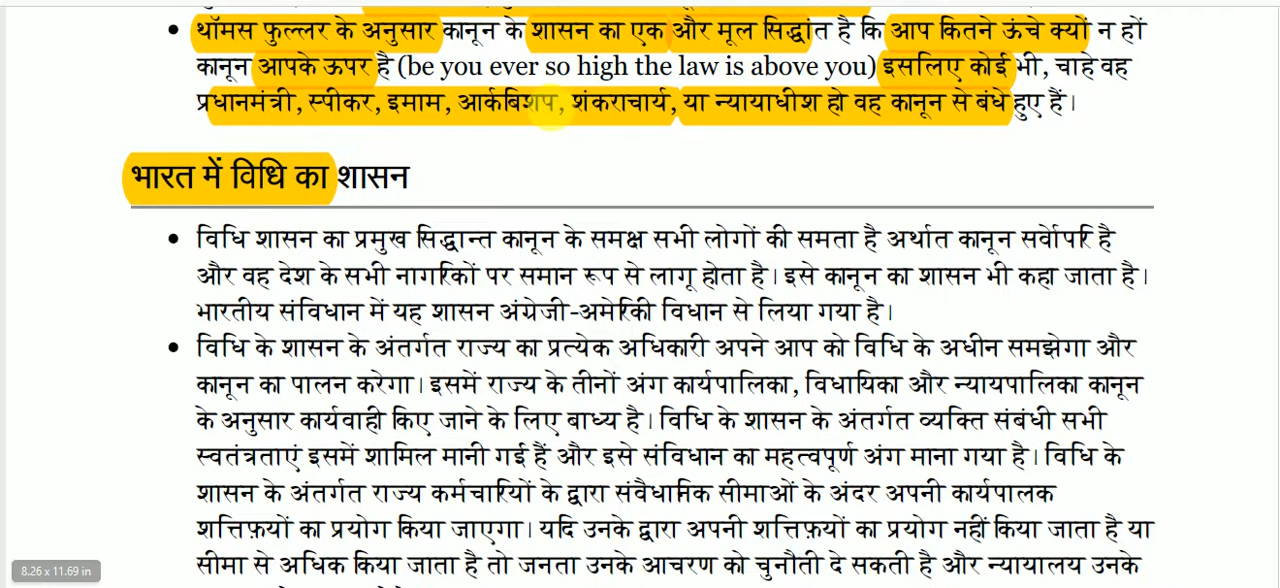 थॉमस फुल्लर के अनुसार कानून के शासन का एक और मूल सिद्धांत है कि आप कितने ऊंचे क्यों न हों
कानून आपके ऊपर है (be you ever so high the law is above you) इसलिए कोई भी, चाहे वह
प्रधानमंत्री, स्पीकर, इमाम, आर्कबिशप, शंकराचार्य, या न्यायाधीश हो वह कानून से बंधे हुए हैं।
भारत में विधि का शासन
विधि शासन का प्रमुख सिद्धान्त कानून के समक्ष सभी लोगों की समता है अर्थात कानून सर्वोपरि है
और वह देश के सभी नागरिकों पर समान रूप से लागू होता है। इसे कानून का शासन भी कहा जाता है।
भारतीय संविधान में यह शासन अंग्रेजी-अमेरिकी विधान से लिया गया है।
विधि के शासन के अंतर्गत राज्य का प्रत्येक अधिकारी अपने आप को विधि के अधीन समझेगा और
कानून का पालन करेगा। इसमें राज्य के तीनों अंग कार्यपालिका, विधायिका और न्यायपालिका कानून
के अनुसार कार्यवाही किए जाने के लिए बाध्य है। विधि के शासन के अंतर्गत व्यक्ति संबंधी सभी
स्वतंत्रताएं इसमें शामिल मानी गई हैं और इसे संविधान का महत्वपूर्ण अंग माना गया है। विधि के
शासन के अंतर्गत राज्य कर्मचारियों के द्वारा संवैधानिक सीमाओं के अंदर अपनी कार्यपालक
शत्तिफ़यों का प्रयोग किया जाएगा। यदि उनके द्वारा अपनी शत्तिफ़यों का प्रयोग नहीं किया जाता है या
सीमा से अधिक किया जाता है तो जनता उनके आचरण को चुनौती दे सकती है और न्यायालय उनके
8.26 x 11.69 in